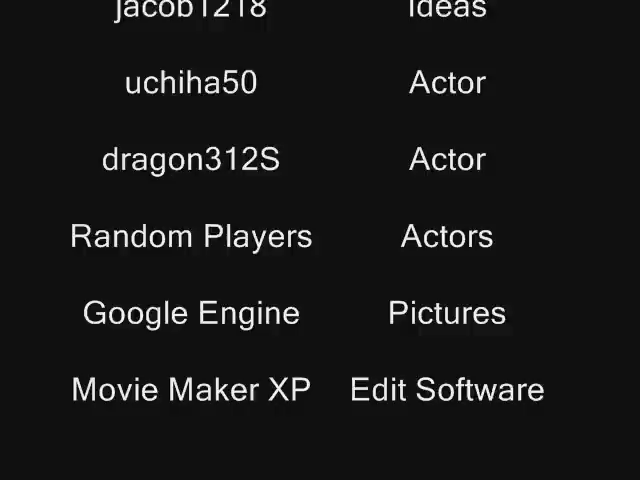 jacob1218 Ideas
uchiha50 Actor
dragon312S Actor
Random Players Actors
Google Engine Pictures
Movie Maker XP Edit Software